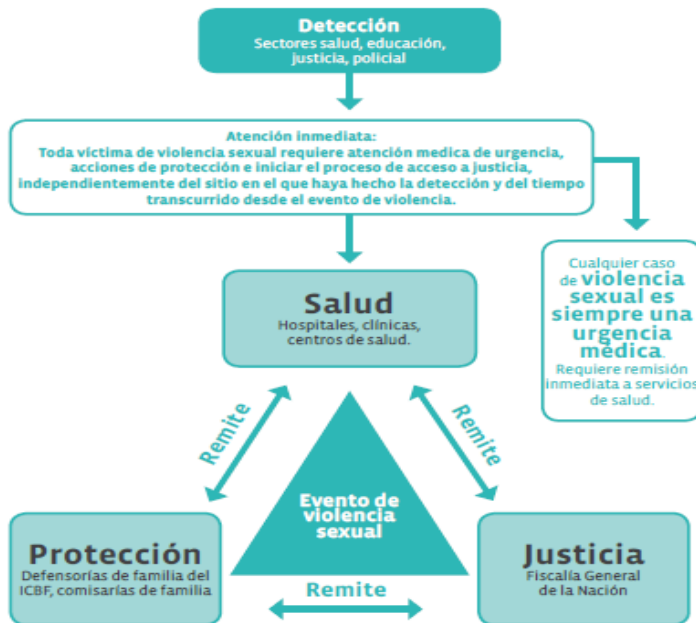 Detección
Sectores salud, educación,
justicia, policial
Atención inmediata:
Toda víctima de violencia sexual requiere atención medica de urgencia,
acciones de protección e iniciar el proceso de acceso a justicia,
independientemente del sitio en el que haya hecho la detección y del tiempo
transcurrido desde el evento de violencia.
Cualquier caso
de violencia
sexual es
siempre una
urgencia
médica.
Requiere remisión
inmediata a servicios
de salud.
Salud
Hospitales, clínicas,
centros de salud.
Remite
Remite
Evento de
violencia
sexual
Protección
Defensorías de familia del
ICBF, comisarías de familia
Remite
Justicia
Fiscalía General
de la Nación